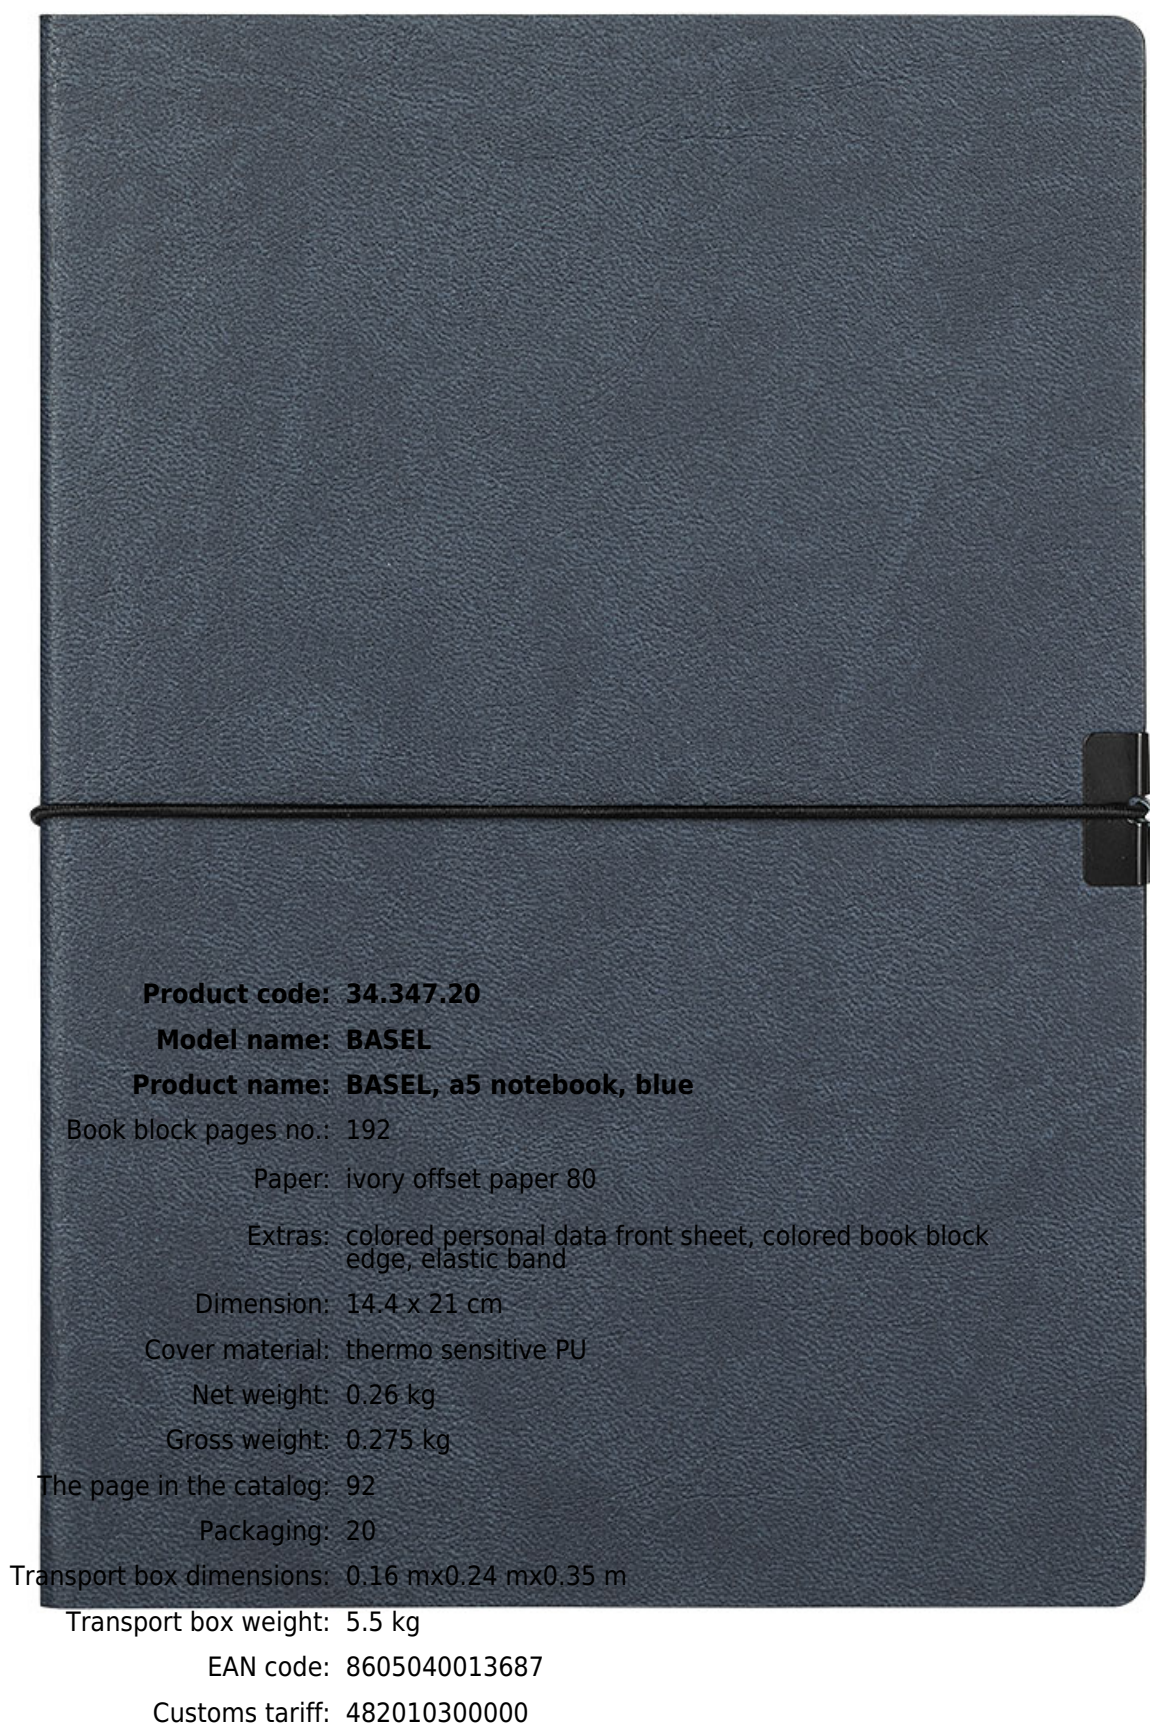 Product code: 34.347.20
Model name: BASEL
Product name: BASEL, a5 notebook, blue
Book block pages no.: 192
Paper: ivory offset paper 80
Extras: colored personal data front sheet, colored book block
edge, elastic band
Dimension: 14.4 x 21 cm
Cover material: thermo sensitive PU
Net weight: 0.26 kg
Gross weight: 0.275 kg
The page in the catalog: 92
Packaging: 20
Transport box dimensions: 0.16 mx0.24 mx0.35 m
Transport box weight: 5.5 kg
EAN code: 8605040013687
Customs tariff: 482010300000